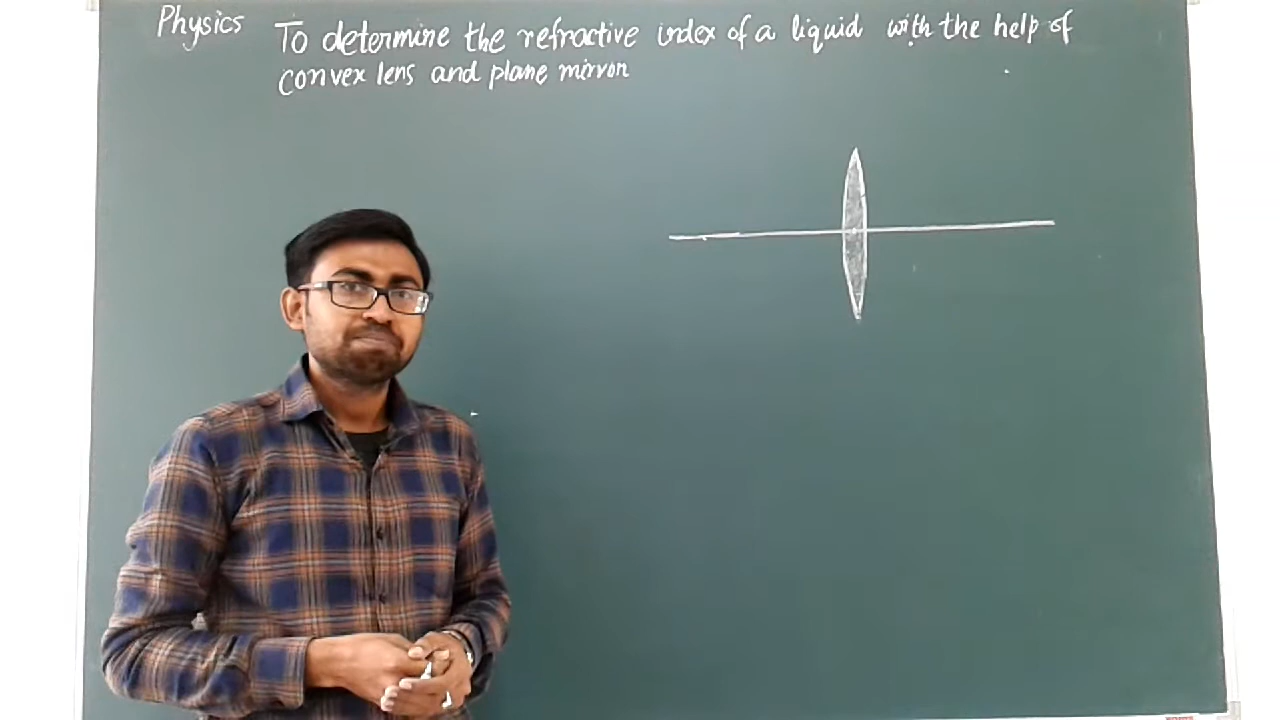 Physics
To determine the refractive index of a liquid with the help of
convex lens and plane mirror